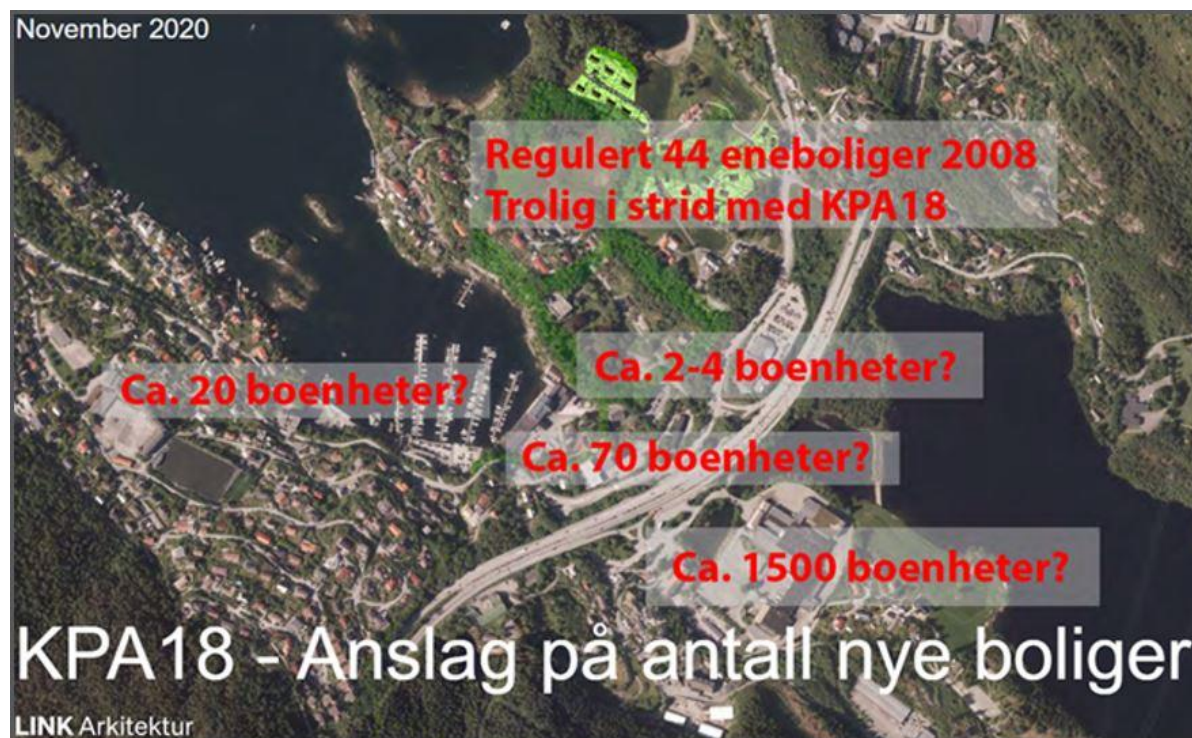 November 2020
Regulert 44 eneboliger 2008
Trolig i strid med KPA18
Ca. 2-4 boenheter?
Ca. 20 boenheter?
Ca. 70 boenheter?
Ca. 1500 boenheter?
KPA18 - Anslag på antall nye boliger
LINK Arkitektur